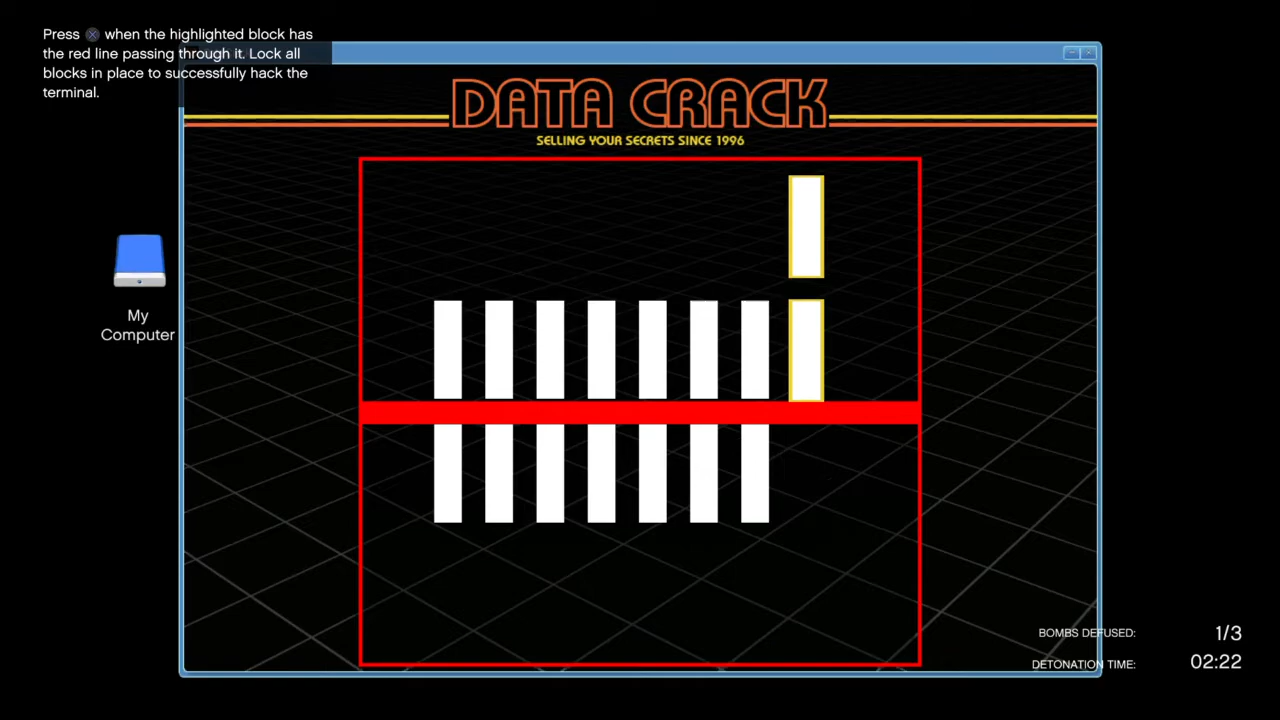 Press when the highlighted block has
the red line passing through it. Lock all
blocks in place to successfully hack the
terminal.
DATA CRACK
SELLING YOUR SECRETS SINCE 1996
My
Computer
BOMBS DEFUSED: 1/3
DETONATION TIME: 02:22